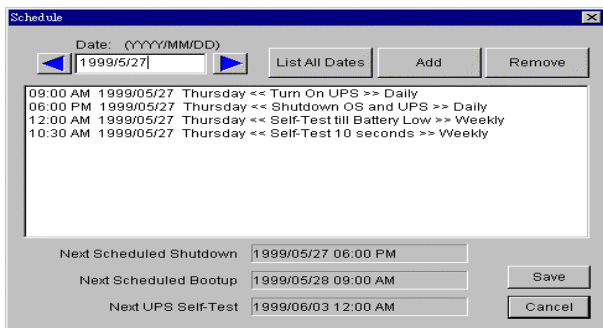 Schedule
Date: (YYYY/MM/DD)
1999/5/27
List All Dates
Add
Remove
09:00 AM 1999/05/27 Thursday << Turn On UPS >> Daily
06:00 PM 1999/05/27 Thursday << Shutdown OS and UPS >> Daily
12:00 AM 1999/05/27 Thursday << Self-Test till Battery Low >> Weekly
10:30 AM 1999/05/27 Thursday << Self-Test 10 seconds >> Weekly
Next Scheduled Shutdown 1999/05/27 06:00 PM
Next Scheduled Bootup 1999/05/28 09:00 AM
Next UPS Self-Test 1999/06/03 12:00 AM
Save
Cancel